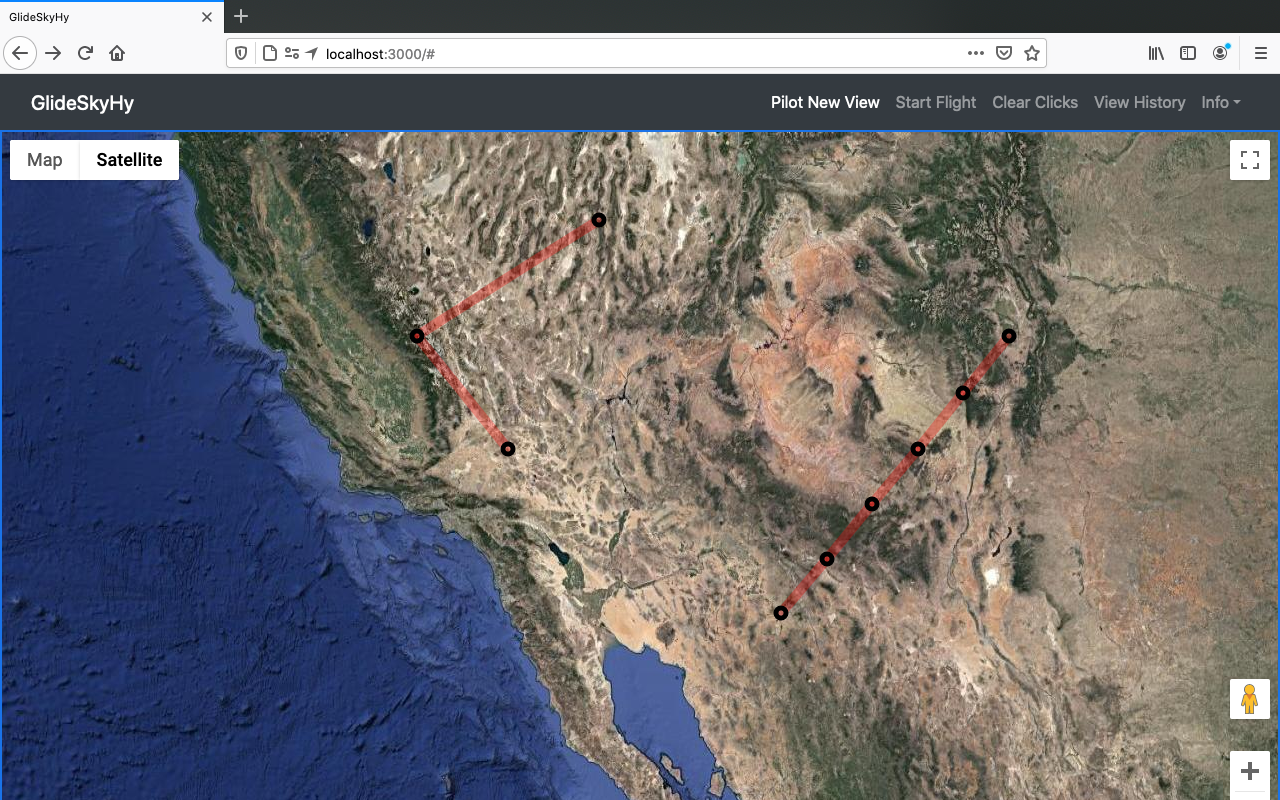 GlideSkyHy
localhost:3000/#
GlideSkyHy Pilot New View Start Flight Clear Clicks View History Info
Map Satellite